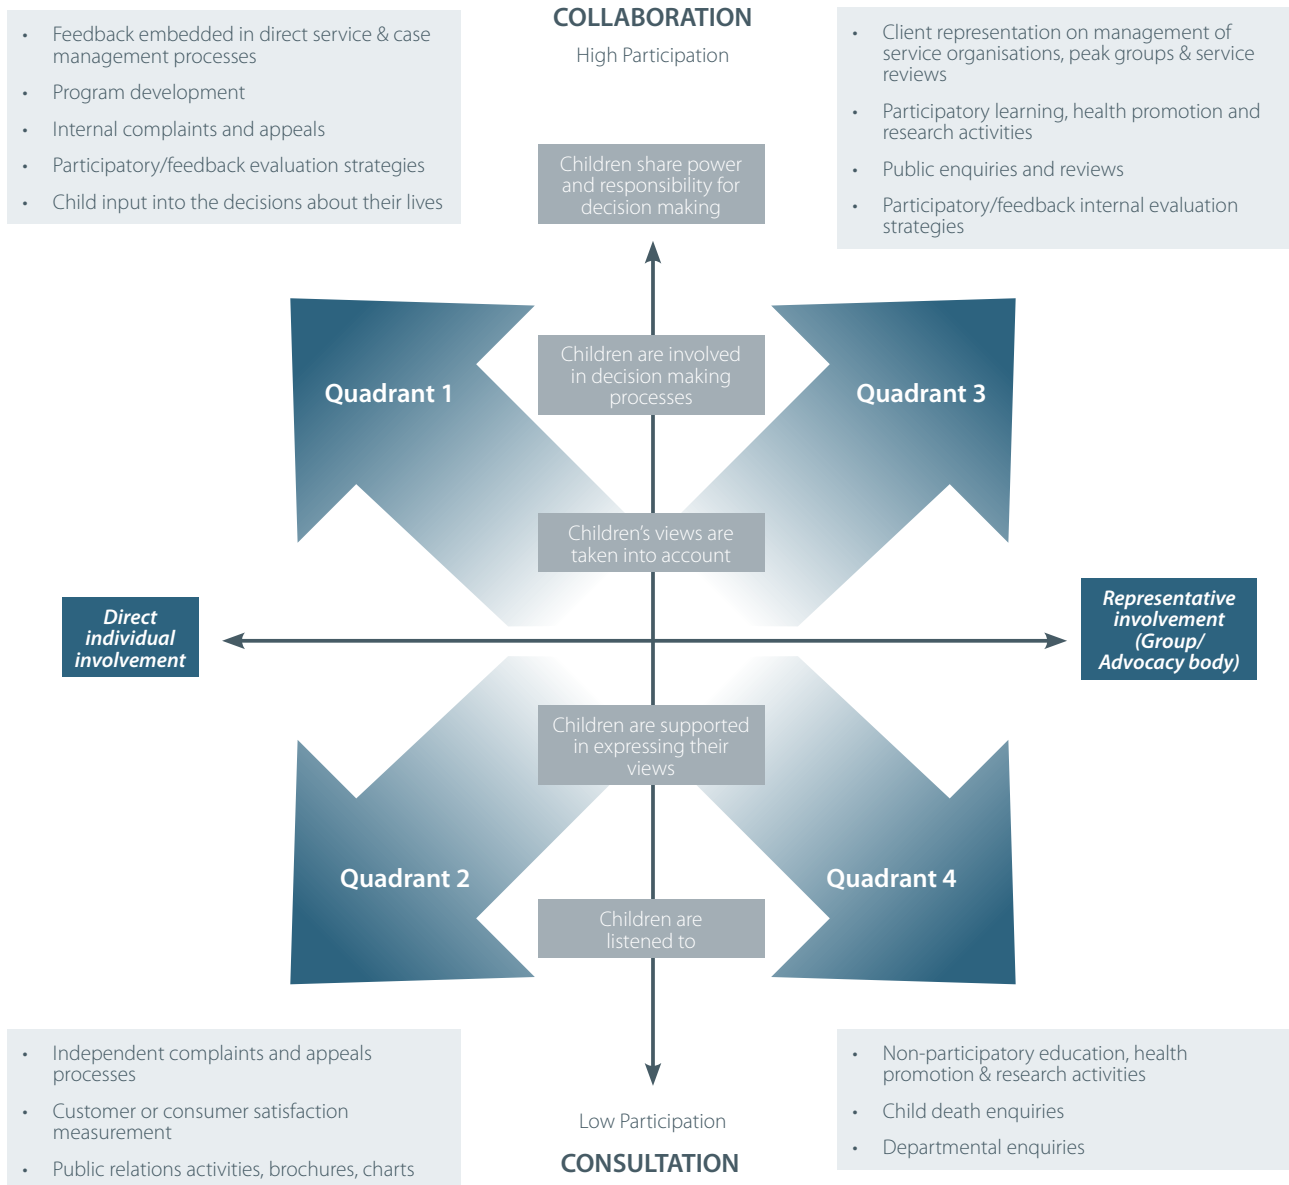 • Feedback embedded in direct service & case
management processes
• Program development
• Internal complaints and appeals
• Participatory/feedback evaluation strategies
• Child input into the decisions about their lives
COLLABORATION
High Participation
• Client representation on management of
service organisations, peak groups & service
reviews
• Participatory learning, health promotion and
research activities
• Public enquiries and reviews
• Participatory/feedback internal evaluation
strategies
Children share power
and responsibility for
decision making
Children are involved
in decision making
processes
Quadrant 1
Quadrant 3
Children’s views are
taken into account
Direct
individual
involvement
Representative
involvement
(Group/
Advocacy body)
Children are supported
in expressing their
views
Quadrant 2
Quadrant 4
Children are
listened to
• Independent complaints and appeals
processes
• Customer or consumer satisfaction
measurement
• Public relations activities, brochures, charts
Low Participation
CONSULTATION
• Non-participatory education, health
promotion & research activities
• Child death enquiries
• Departmental enquiries